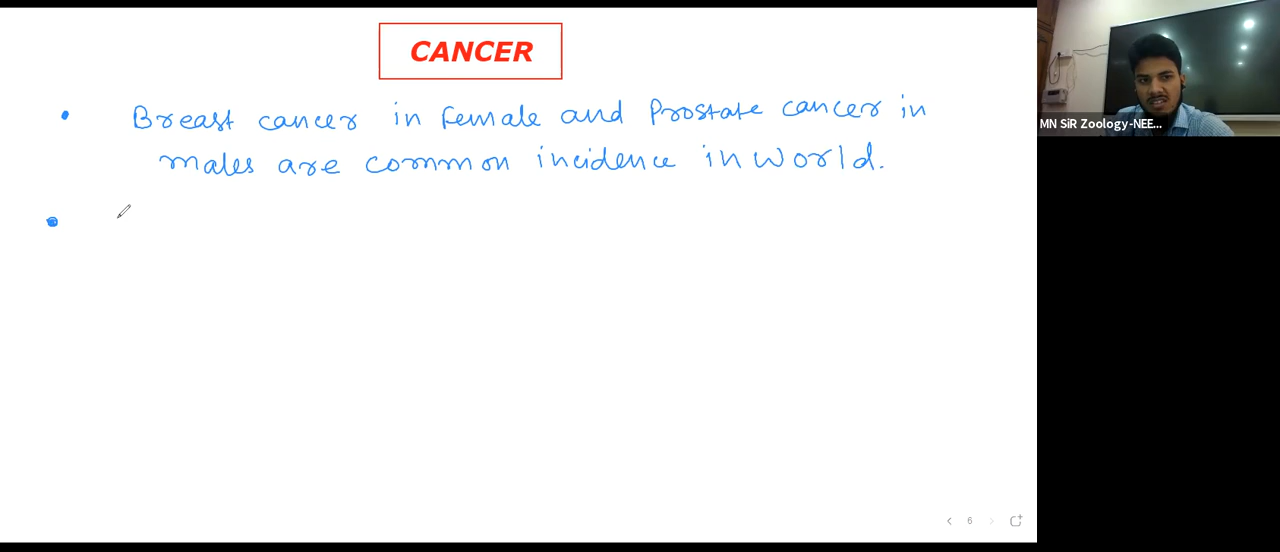 CANCER
• Breast cancer in Female and Prostate cancer in
males are common incidence in World.
•
MN SiR Zoology-NEE...
6